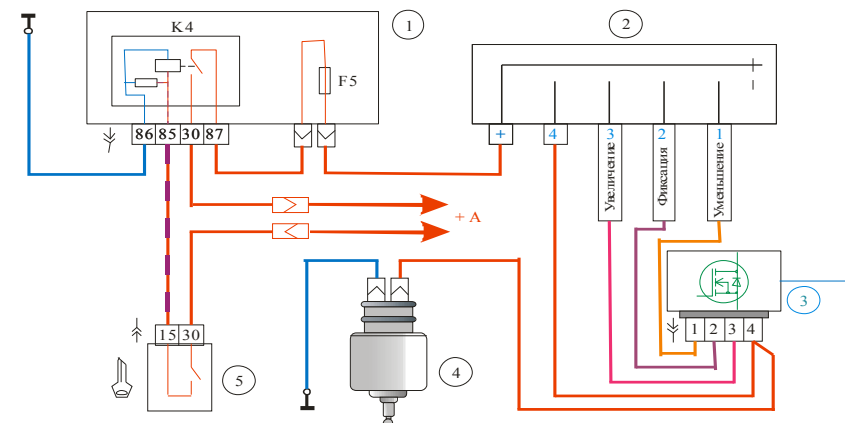 K4
1
2
F5
86 85 30 87
+ 4 3 2 1
Увеличение
Фиксация
Уменьшение
+ A
3
1 2 3 4
15 30
5
4